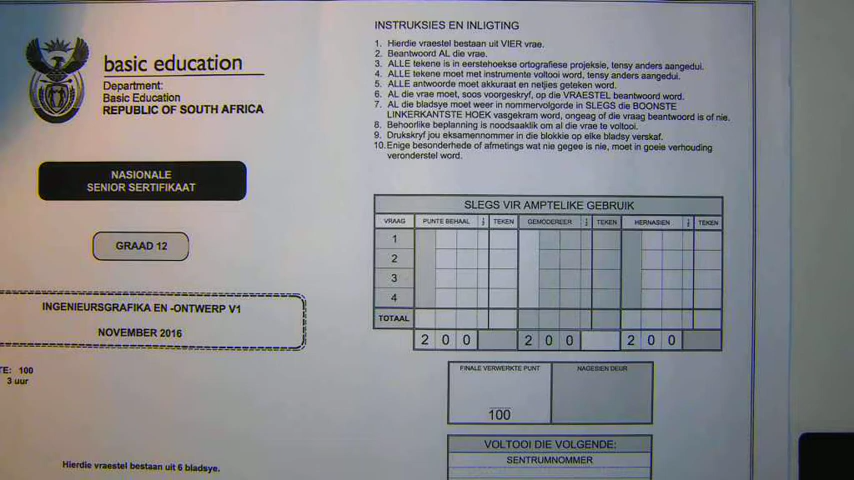 basic education
Department:
Basic Education
REPUBLIC OF SOUTH AFRICA
NASIONALE
SENIOR SERTIFIKAAT
GRAAD 12
INGENIEURSGRAFIKA EN -ONTWERP V1
NOVEMBER 2016
TE: 100
3 uur
Hierdie vraestel bestaan uit 6 bladsye.
INSTRUKSIES EN INLIGTING
1. Hierdie vraestel bestaan uit VIER vrae.
2. Beantwoord AL die vrae.
3. ALLE tekene is in eerstehoekse ortografiese projeksie, tensy anders aangedui.
4. ALLE tekene moet met instrumente voltooi word, tensy anders aangedui.
5. ALLE antwoorde moet akkuraat en netjies geteken word.
6. AL die vrae moet, soos voorgeskryf, op die VRAESTEL beantwoord word.
7. AL die bladsye moet weer in nommervolgorde in SLEGS die BOONSTE
LINKERKANTSTE HOEK vasgekram word, ongeag of die vraag beantwoord is of nie.
8. Behoorlike beplanning is noodsaaklik om al die vrae te voltooi.
9. Drukskryf jou eksamennommer in die blokkie op elke bladsy verskaf.
10. Enige besonderhede of afmetings wat nie gegee is nie, moet in goeie verhouding
veronderstel word.
SLEGS VIR AMPTELIKE GEBRUIK
VRAAG PUNTE BEHAAL ½ TEKEN GEMODEREER ½ TEKEN HERNASIEN ½ TEKEN
1
2
3
4
TOTAAL
2 0 0 2 0 0 2 0 0
FINALE VERWERKTE PUNT NAGESIEN DEUR
100
VOLTOOI DIE VOLGENDE:
SENTRUMNOMMER